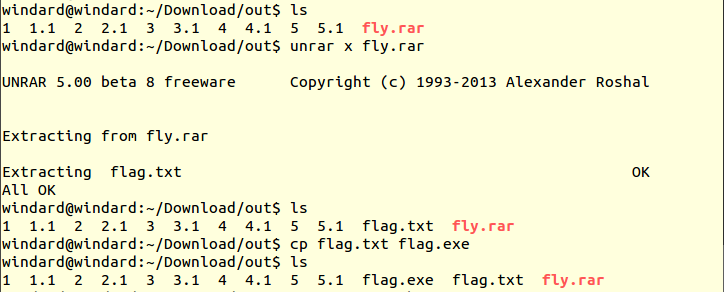 windard@windard:~/Download/out$ ls
1  1.1  2  2.1  3  3.1  4  4.1  5  5.1  fly.rar
windard@windard:~/Download/out$ unrar x fly.rar
UNRAR 5.00 beta 8 freeware      Copyright (c) 1993-2013 Alexander Roshal
Extracting from fly.rar
Extracting  flag.txt                                                  OK
All OK
windard@windard:~/Download/out$ ls
1  1.1  2  2.1  3  3.1  4  4.1  5  5.1  flag.txt  fly.rar
windard@windard:~/Download/out$ cp flag.txt flag.exe
windard@windard:~/Download/out$ ls
1  1.1  2  2.1  3  3.1  4  4.1  5  5.1  flag.exe  flag.txt  fly.rar